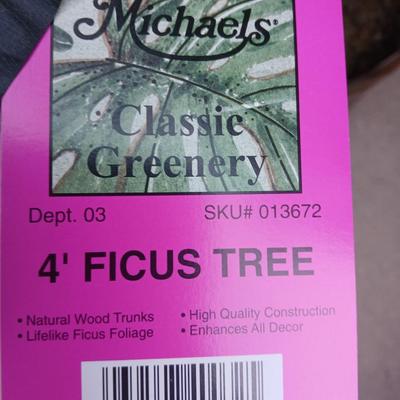 Michaels®
Classic
Greenery
Dept. 03 SKU# 013672
4' FICUS TREE
• Natural Wood Trunks • High Quality Construction
• Lifelike Ficus Foliage • Enhances All Decor